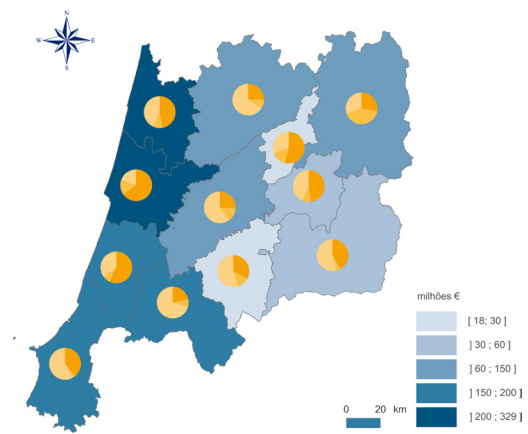 N
W E
S
milhões €
[ 18; 30 ]
] 30 ; 60 ]
] 60 ; 150 ]
] 150 ; 200 ]
] 200 ; 329 ]
0 20 km